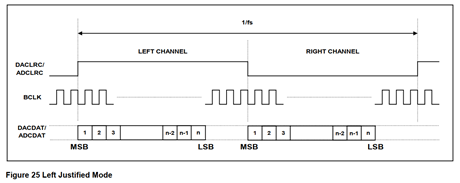 1/fs
LEFT CHANNEL
RIGHT CHANNEL
DACLRC/
ADCLRC
BCLK
DACDAT/
ADCDAT
1 2 3 n-2 n-1 n
1 2 3 n-2 n-1 n
MSB LSB MSB LSB
Figure 25 Left Justified Mode